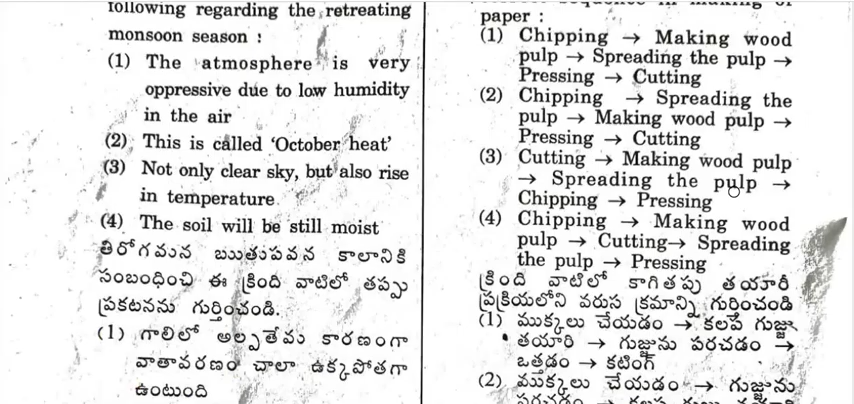 following regarding the retreating
monsoon season :
(1) The atmosphere is very
oppressive due to low humidity
in the air
(2) This is called 'October heat'
(3) Not only clear sky, but also rise
in temperature
(4) The soil will be still moist
తిరోగమన ఋతుపవన కాలానికి
సంబంధించి ఈ క్రింది వాటిలో తప్పు
ప్రకటనను గుర్తించండి.
(1) గాలిలో అల్పతేమ కారణంగా
వాతావరణం చాలా ఉక్కపోతగా
ఉంటుంది
paper :
(1) Chipping → Making wood
pulp → Spreading the pulp →
Pressing → Cutting
(2) Chipping → Spreading the
pulp → Making wood pulp →
Pressing → Cutting
(3) Cutting → Making wood pulp
→ Spreading the pulp →
Chipping → Pressing
(4) Chipping → Making wood
pulp → Cutting→ Spreading
the pulp → Pressing
క్రింది వాటిలో కాగితపు తయారీ
ప్రక్రియలోని వరుస క్రమాన్ని గుర్తించండి
(1) ముక్కలు చేయడం → కలప గుజ్జు
తయారీ → గుజ్జును పరచడం →
ఒత్తడం → కటింగ్
(2) ముక్కలు చేయడం → గుజ్జును